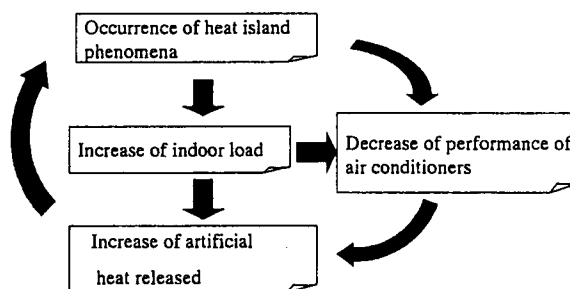 Occurrence of heat island
phenomena
Increase of indoor load
Decrease of performance of
air conditioners
Increase of artificial
heat released